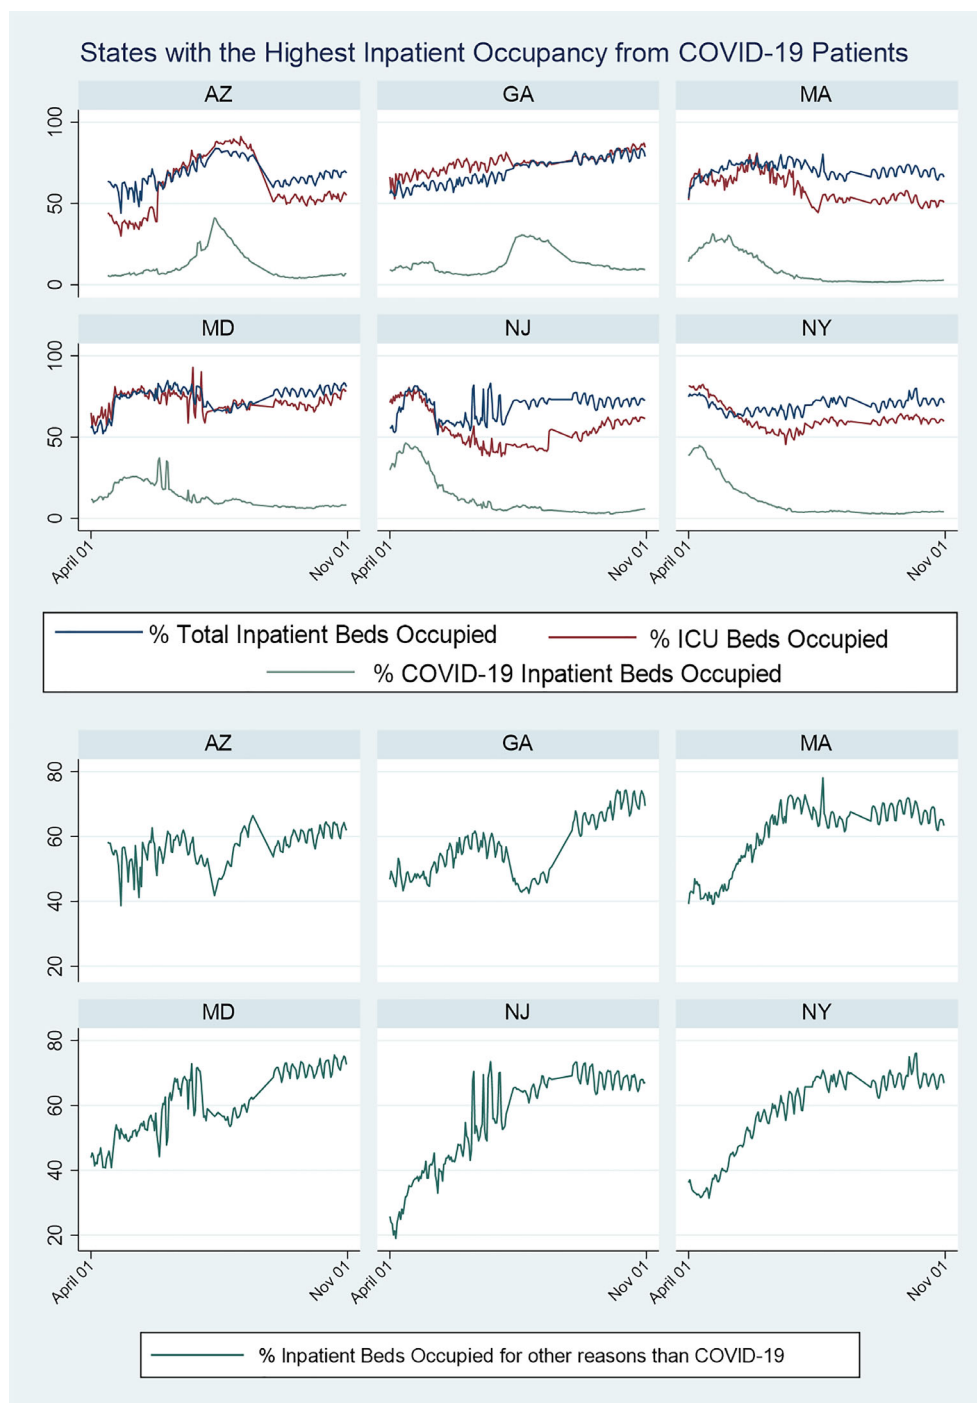 States with the Highest Inpatient Occupancy from COVID-19 Patients
AZ GA MA
100
50
0
MD NJ NY
100
50
0
April 01 Nov 01 April 01 Nov 01 April 01 Nov 01
% Total Inpatient Beds Occupied % ICU Beds Occupied
% COVID-19 Inpatient Beds Occupied
AZ GA MA
80
60
40
20
MD NJ NY
80
60
40
20
April 01 Nov 01 April 01 Nov 01 April 01 Nov 01
% Inpatient Beds Occupied for other reasons than COVID-19